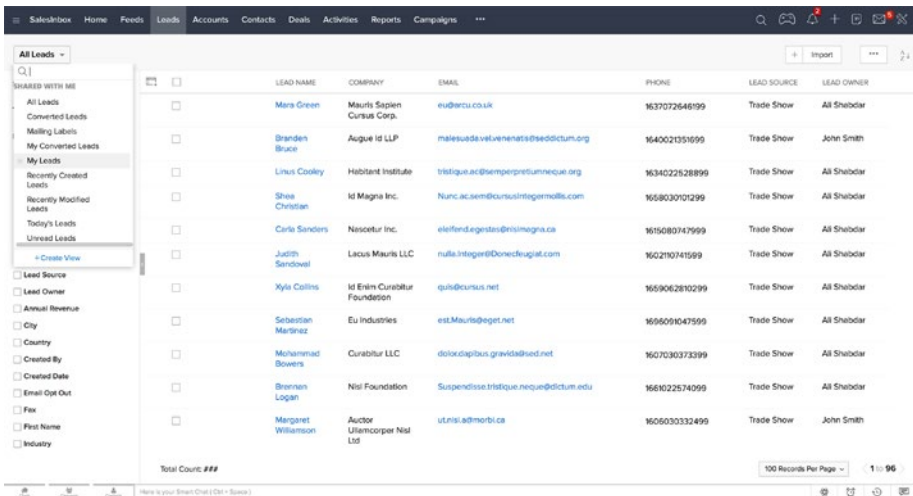 SalesInbox Home Feeds Leads Accounts Contacts Deals Activities Reports Campaigns ...
2
5
All Leads
+ Import ...
SHARED WITH ME
All Leads
Converted Leads
Mailing Labels
My Converted Leads
My Leads
Recently Created
Leads
Recently Modified
Leads
Today's Leads
Unread Leads
+ Create View
Lead Source
Lead Owner
Annual Revenue
City
Country
Created By
Created Date
Email Opt Out
Fax
First Name
Industry
LEAD NAME COMPANY EMAIL PHONE LEAD SOURCE LEAD OWNER
Mara Green Mauris Sapien Cursus Corp. eu@arcu.co.uk 1637072646199 Trade Show Ali Shabdar
Branden Bruce Augue Id LLP malesuada.vel.venenatis@seddictum.org 1640021351699 Trade Show John Smith
Linus Cooley Habitant Institute tristique.ac@semperpretiumneque.org 1634022528899 Trade Show Ali Shabdar
Shea Christian Id Magna Inc. Nunc.ac.sem@cursusintegermollis.com 1658030101299 Trade Show Ali Shabdar
Carla Sanders Nascetur Inc. eleifend.egestas@nisimagna.ca 1615080747999 Trade Show Ali Shabdar
Judith Sandoval Lacus Mauris LLC nulla.Integer@Donecfeugiat.com 1602110741599 Trade Show Ali Shabdar
Xyla Collins Id Enim Curabitur Foundation quis@cursus.net 1659062810299 Trade Show Ali Shabdar
Sebastian Martinez Eu Industries est.Mauris@eget.net 1696091047599 Trade Show Ali Shabdar
Mohammad Bowers Curabitur LLC dolor.dapibus.gravida@sed.net 1607030373399 Trade Show Ali Shabdar
Brennan Logan Nisl Foundation Suspendisse.tristique.neque@dictum.edu 1661022574099 Trade Show Ali Shabdar
Margaret Williamson Auctor Ullamcorper Nisl Ltd ut.nisi.a@morbi.ca 1606030332499 Trade Show John Smith
Total Count: ###
100 Records Per Page
1 to 96
Here is your Smart Chat (Ctrl + Space)